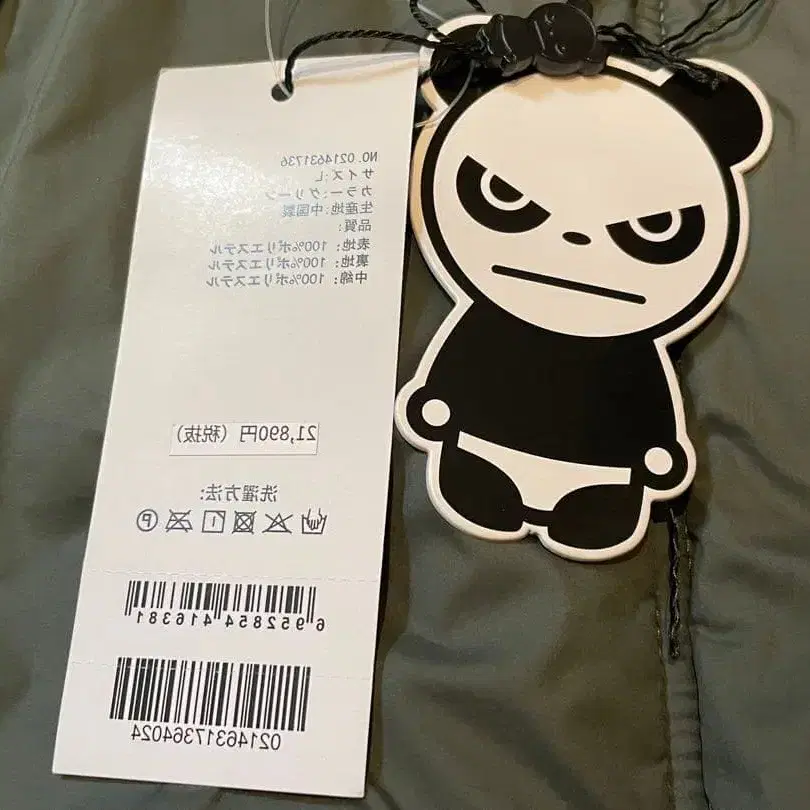 NO. 0214631736
サイズ: L
カラー: グリーン
生産地: 中国製
品質:
表地: 100%ポリエステル
裏地: 100%ポリエステル
中綿: 100%ポリエステル
21,890円 (税抜)
洗濯方法:
P
6 952854 416381
02146317364024